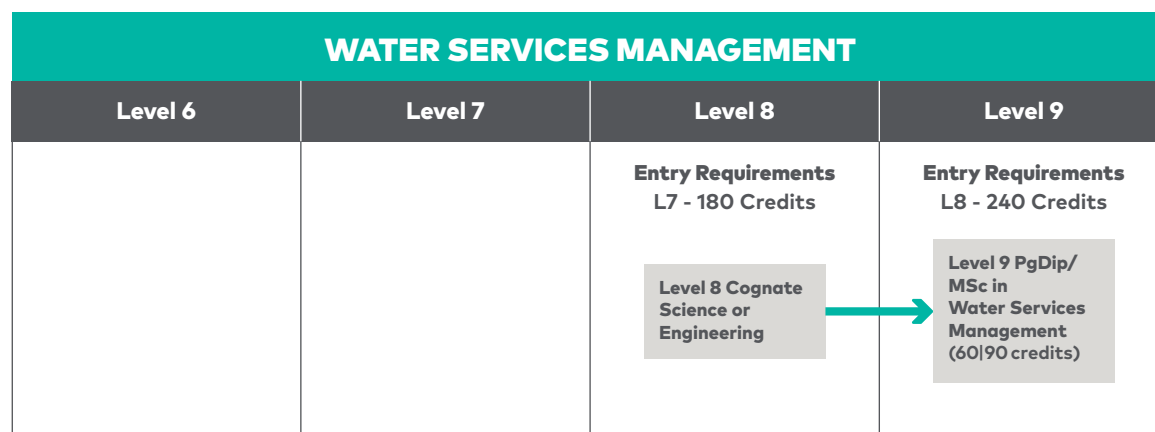 WATER SERVICES MANAGEMENT
Level 6
Level 7
Level 8
Level 9
Entry Requirements
L7 - 180 Credits
Entry Requirements
L8 - 240 Credits
Level 8 Cognate
Science or
Engineering
Level 9 PgDip/
MSc in
Water Services
Management
(60|90 credits)